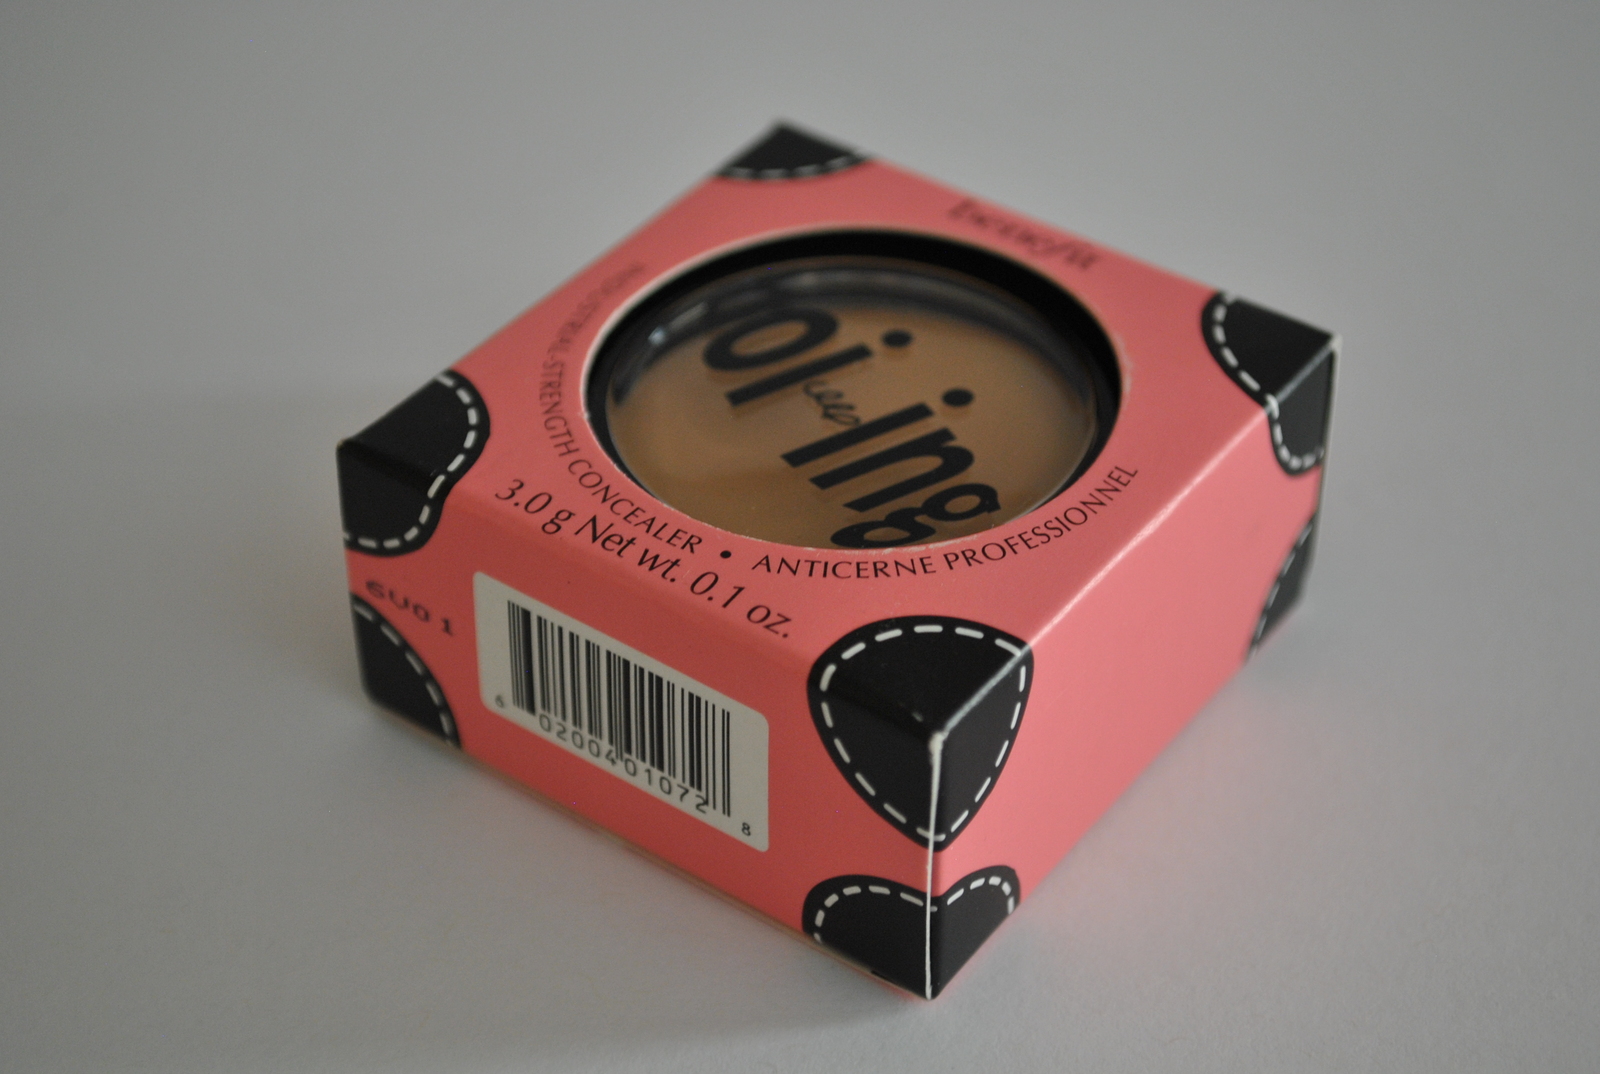 Benefit
boi
ing
INDUSTRIAL-STRENGTH CONCEALER • ANTICERNE PROFESSIONNEL
3.0 g Net wt. 0.1 oz.
6V01
6 02004 01072 8